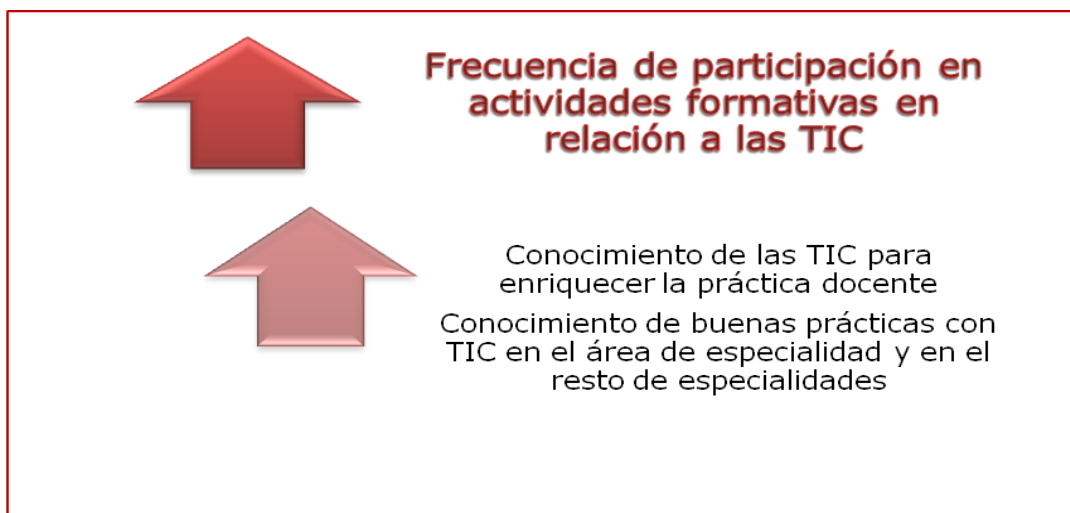 Frecuencia de participación en
actividades formativas en
relación a las TIC
Conocimiento de las TIC para
enriquecer la práctica docente
Conocimiento de buenas prácticas con
TIC en el área de especialidad y en el
resto de especialidades